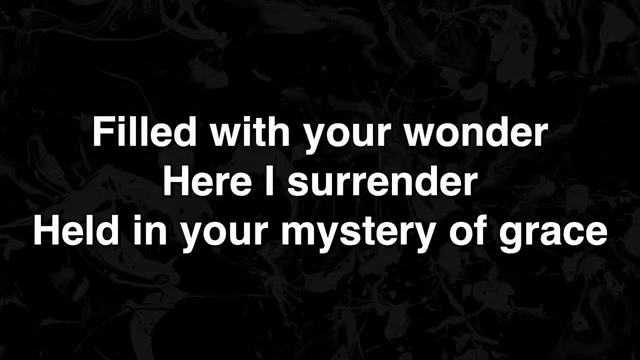 Filled with your wonder
Here I surrender
Held in your mystery of grace